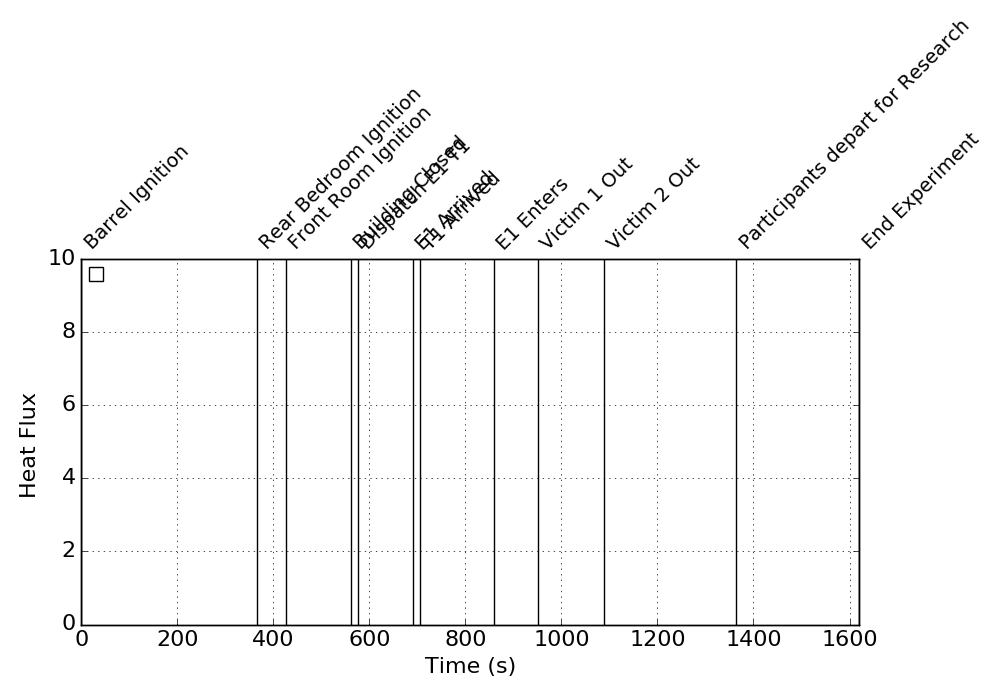 Barrel Ignition
Rear Bedroom Ignition
Front Room Ignition
Building Closed
Dispatch E1 T1
E1 Arrived
T1 Arrived
E1 Enters
Victim 1 Out
Victim 2 Out
Participants depart for Research
End Experiment
10
8
6
4
2
0
Heat Flux
0 200 400 600 800 1000 1200 1400 1600
Time (s)